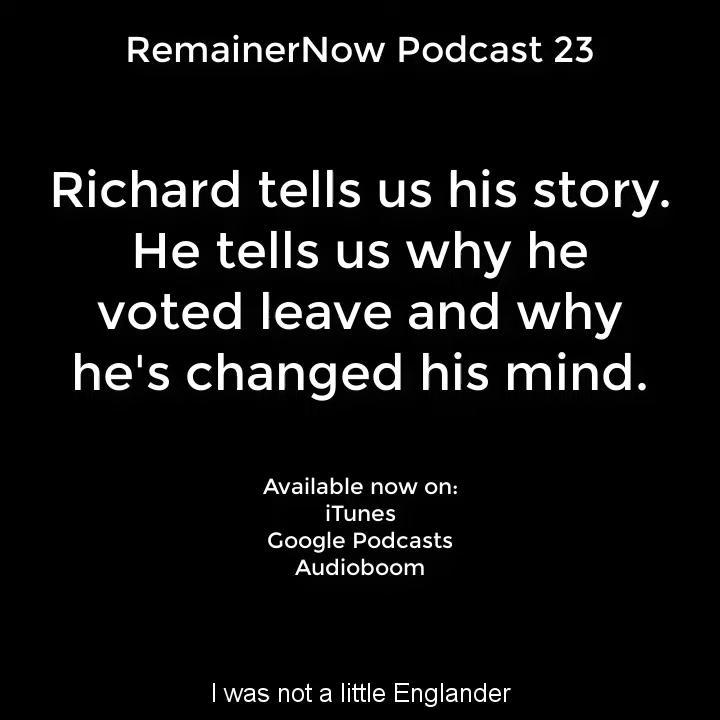 RemainerNow Podcast 23
Richard tells us his story.
He tells us why he
voted leave and why
he's changed his mind.
Available now on:
iTunes
Google Podcasts
Audioboom
I was not a little Englander